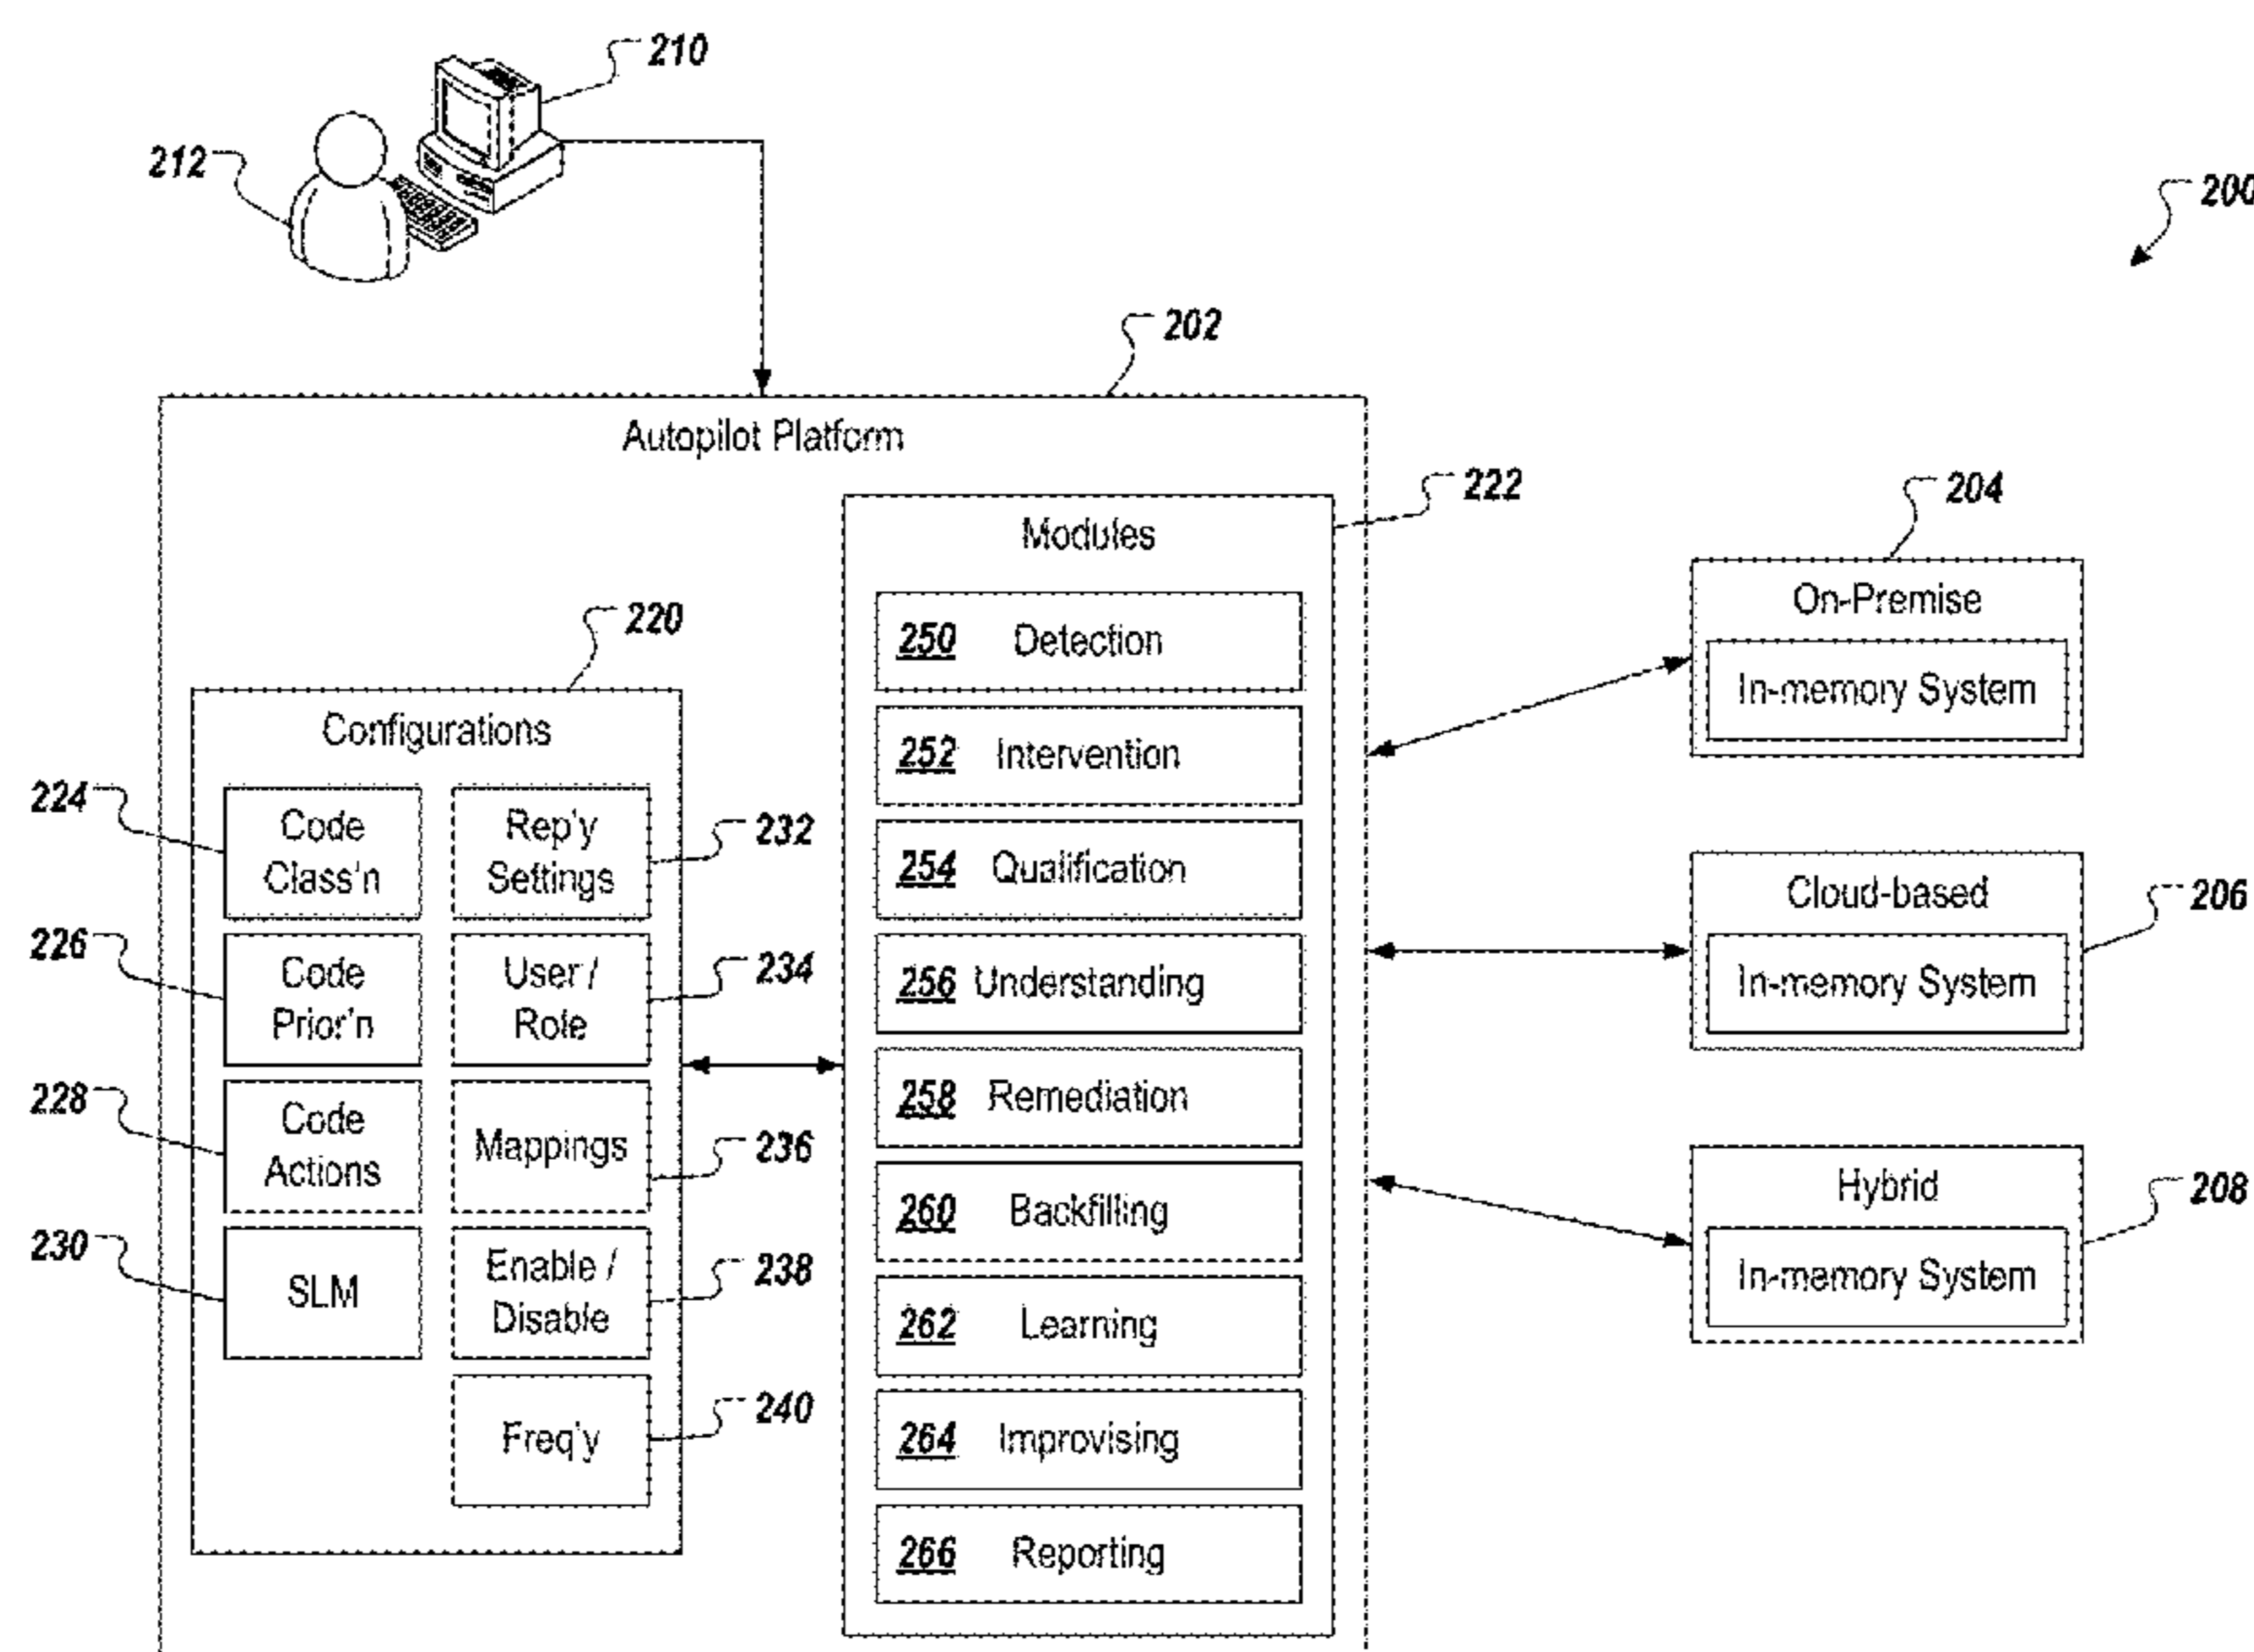 210
212
200
202
Autopilot Platform
222
204
Modules
On-Premise
In-memory System
250 Detection
220
Configurations
252 Intervention
224
Code
Class'n
Rep'y
Settings
232
254 Qualification
Cloud-based
206
In-memory System
226
Code
Prior'n
User /
Role
234
256 Understanding
228
Code
Actions
Mappings
236
258 Remediation
Hybrid
208
In-memory System
260 Backfilling
230
SLM
Enable /
Disable
238
262 Learning
Freq'y
240
264 Improvising
266 Reporting